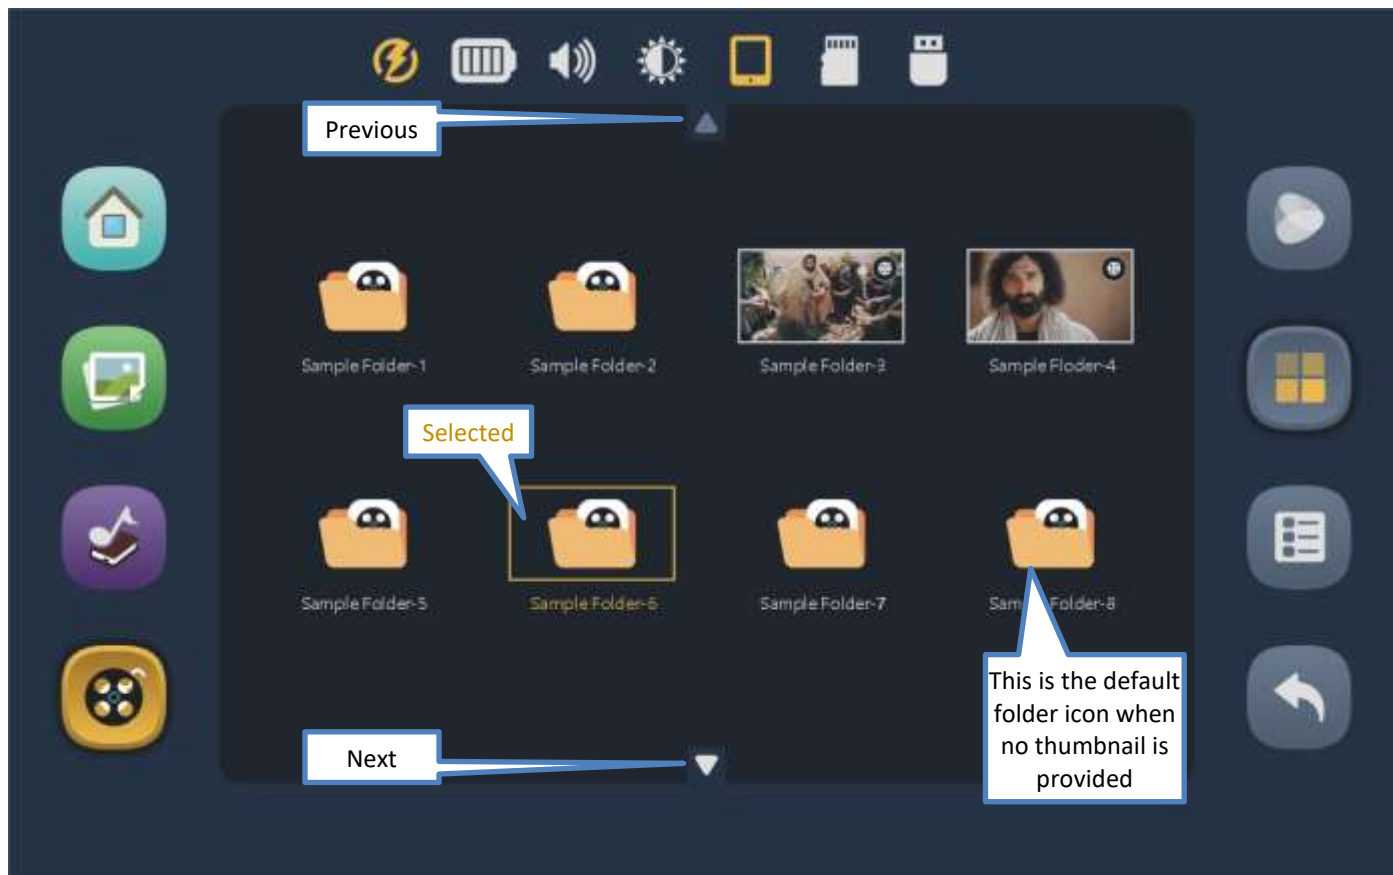 Previous
Sample Folder-1
Sample Folder-2
Sample Folder-3
Sample Floder-4
Selected
Sample Folder-5
Sample Folder-6
Sample Folder-7
Sample Folder-8
This is the default
folder icon when
no thumbnail is
provided
Next